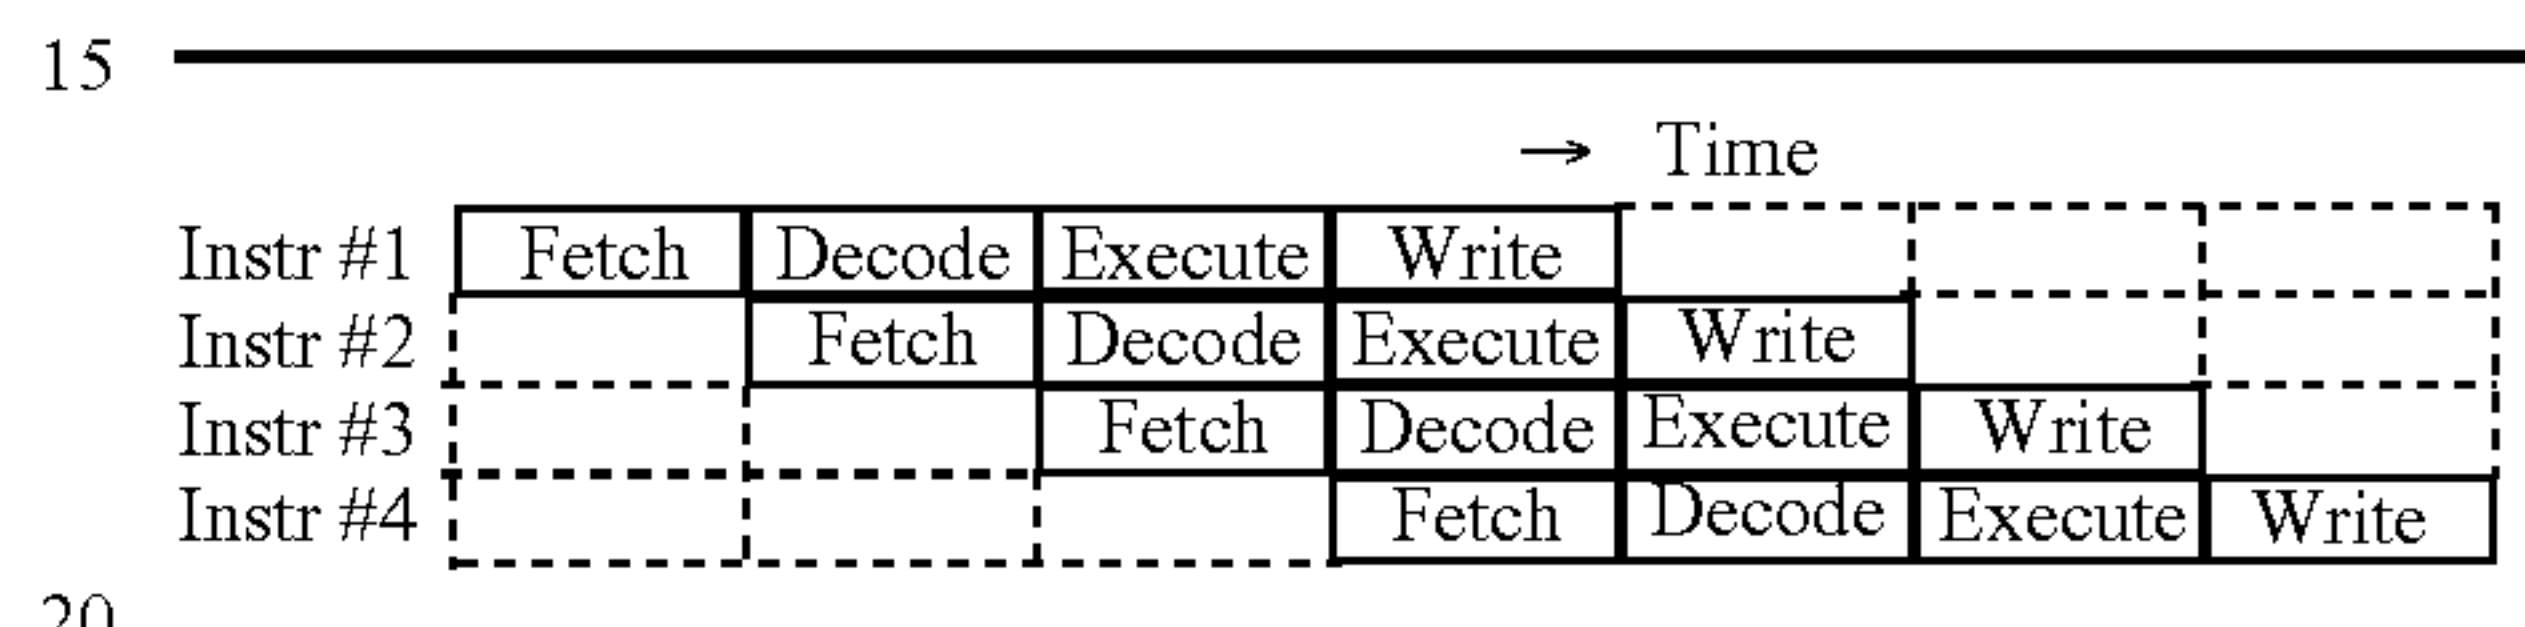 15
→ Time
Instr #1 Fetch Decode Execute Write
Instr #2 Fetch Decode Execute Write
Instr #3 Fetch Decode Execute Write
Instr #4 Fetch Decode Execute Write
20